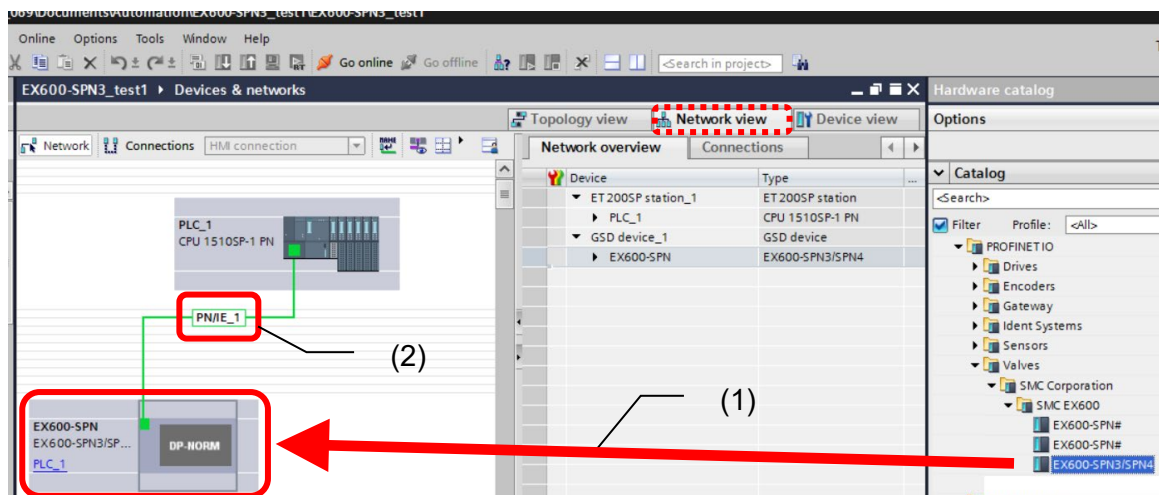 069\Documents\Automation\EX600-SPN3_test1\EX600-SPN3_test1
Online Options Tools Window Help
Go online Go offline <Search in project>
EX600-SPN3_test1 ▸ Devices & networks
Hardware catalog
Topology view Network view Device view
Options
Network Connections HMI connection
Network overview Connections
Catalog
Device Type ...
<Search>
ET 200SP station_1 ET 200SP station
PLC_1 CPU 1510SP-1 PN
GSD device_1 GSD device
EX600-SPN EX600-SPN3/SPN4
Filter Profile: <All>
PROFINET IO
Drives
Encoders
Gateway
Ident Systems
Sensors
Valves
SMC Corporation
SMC EX600
EX600-SPN#
EX600-SPN#
EX600-SPN3/SPN4
PLC_1
CPU 1510SP-1 PN
PN/IE_1
(2)
(1)
EX600-SPN
EX600-SPN3/SP...
PLC_1
DP-NORM